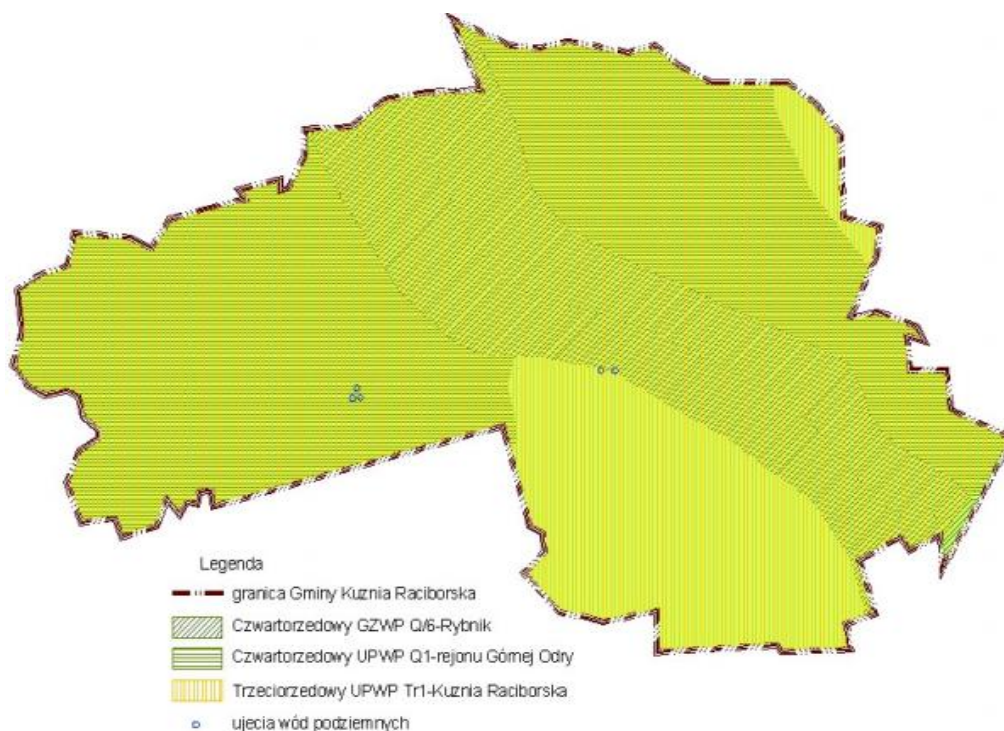 Legenda
granica Gminy Kuznia Raciborska
Czwartorzedowy GZWP Q/6-Rybnik
Czwartorzedowy UPWP Q1-rejonu Górnej Odry
Trzeciorzedowy UPWP Tr1-Kuznia Raciborska
ujecia wód podziemnych